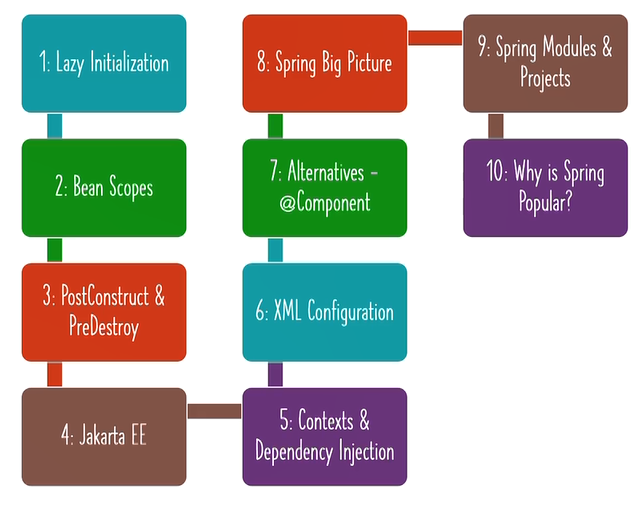 1: Lazy Initialization
2: Bean Scopes
3: PostConstruct &
PreDestroy
4: Jakarta EE
5: Contexts &
Dependency Injection
6: XML Configuration
7: Alternatives -
@Component
8: Spring Big Picture
9: Spring Modules &
Projects
10: Why is Spring
Popular?